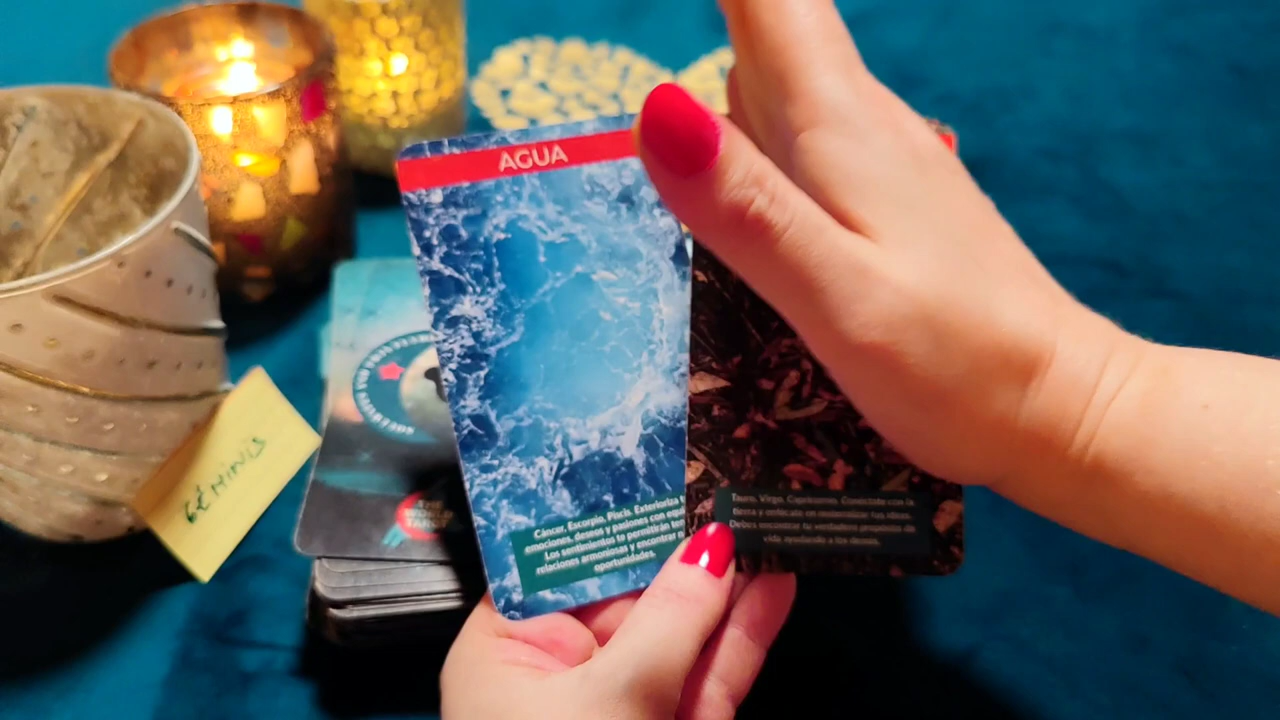 AGUA
Cáncer, Escorpio, Piscis. Exterioriza
emociones, deseos y pasiones con
Los sentimientos te permitirán
relaciones armoniosas y encontrar
oportunidades.
Tauro, Virgo, Capricornio. Conéctate con la
tierra y enfócate en materializar tus ideas.
Debes encontrar tu verdadero propósito de
vida ayudando a los demás.
GÉMINIS